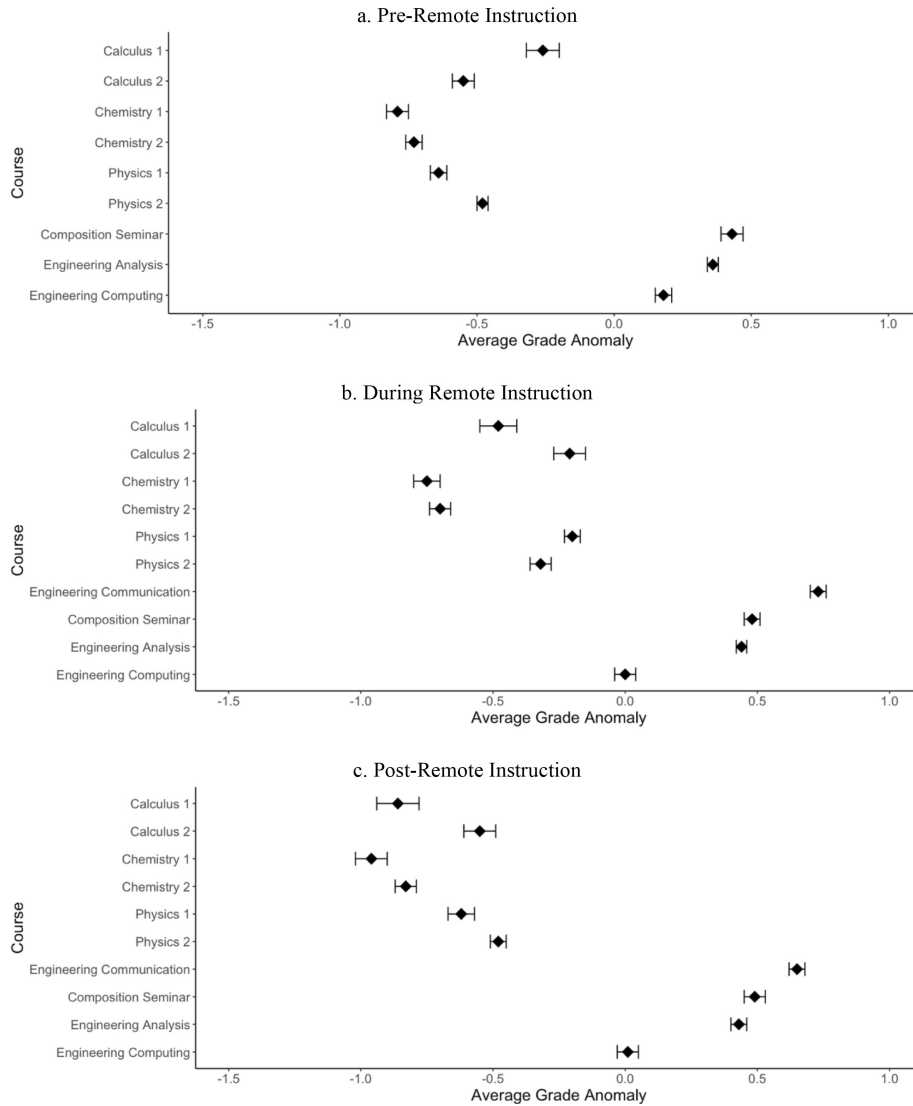 a. Pre-Remote Instruction
Course
Calculus 1
Calculus 2
Chemistry 1
Chemistry 2
Physics 1
Physics 2
Composition Seminar
Engineering Analysis
Engineering Computing
-1.5 -1.0 -0.5 0.0 0.5 1.0
Average Grade Anomaly
b. During Remote Instruction
Course
Calculus 1
Calculus 2
Chemistry 1
Chemistry 2
Physics 1
Physics 2
Engineering Communication
Composition Seminar
Engineering Analysis
Engineering Computing
-1.5 -1.0 -0.5 0.0 0.5 1.0
Average Grade Anomaly
c. Post-Remote Instruction
Course
Calculus 1
Calculus 2
Chemistry 1
Chemistry 2
Physics 1
Physics 2
Engineering Communication
Composition Seminar
Engineering Analysis
Engineering Computing
-1.5 -1.0 -0.5 0.0 0.5 1.0
Average Grade Anomaly